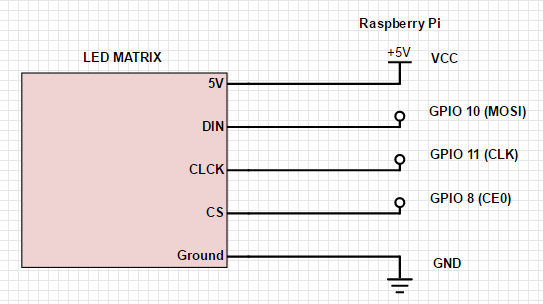 Raspberry Pi
+5V
VCC
LED MATRIX
5V
DIN
GPIO 10 (MOSI)
CLCK
GPIO 11 (CLK)
CS
GPIO 8 (CE0)
Ground
GND